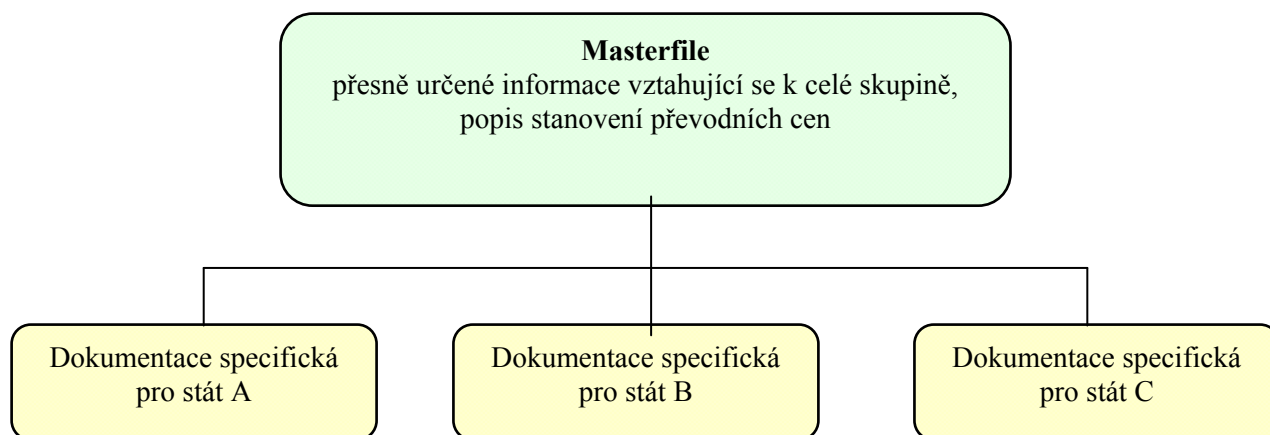 Masterfile
přesně určené informace vztahující se k celé skupině,
popis stanovení převodních cen
Dokumentace specifická
pro stát A
Dokumentace specifická
pro stát B
Dokumentace specifická
pro stát C